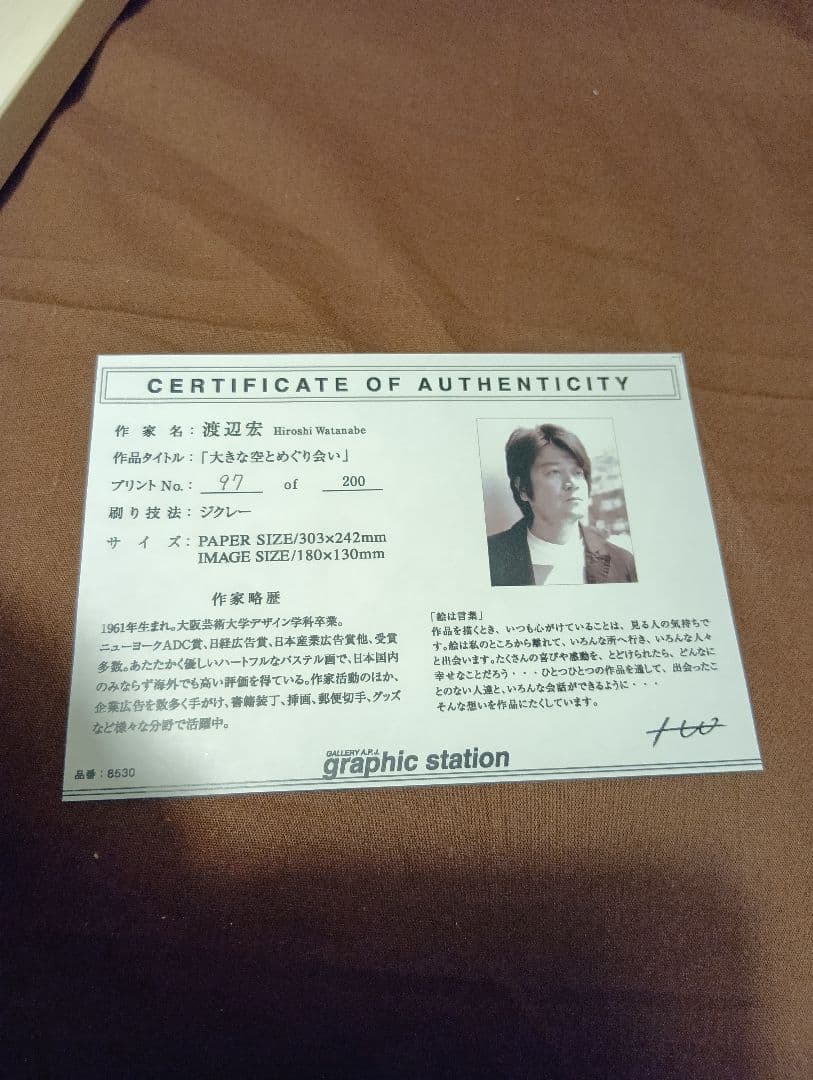 CERTIFICATE OF AUTHENTICITY
作家名：渡辺宏 Hiroshi Watanabe
作品タイトル：「大きな空とめぐり会い」
プリントNo.： 97 of 200
刷り技法：ジクレー
サイズ：PAPER SIZE/303×242mm
IMAGE SIZE/180×130mm
作家略歴
1961年生まれ。大阪芸術大学デザイン学科卒業。
ニューヨークADC賞、日経広告賞、日本産業広告賞他、受賞
多数。あたたかく優しいハートフルなパステル画で、日本国内
のみならず海外でも高い評価を得ている。作家活動のほか、
企業広告を数多く手がけ、書籍装丁、挿画、郵便切手、グッズ
など様々な分野で活躍中。
「絵は言葉」
作品を描くとき、いつも心がけていることは、見る人の気持ちで
す。絵は私のところから離れて、いろんな所へ行き、いろんな人々
と出会います。たくさんの喜びや感動を、とどけられたら、どんなに
幸せなことだろう・・・ひとつひとつの作品を通して、出会ったこ
とのない人達と、いろんな会話ができるように・・・
そんな想いを作品にたくしています。
品番：8530
GALLERY A.P.J.
graphic station